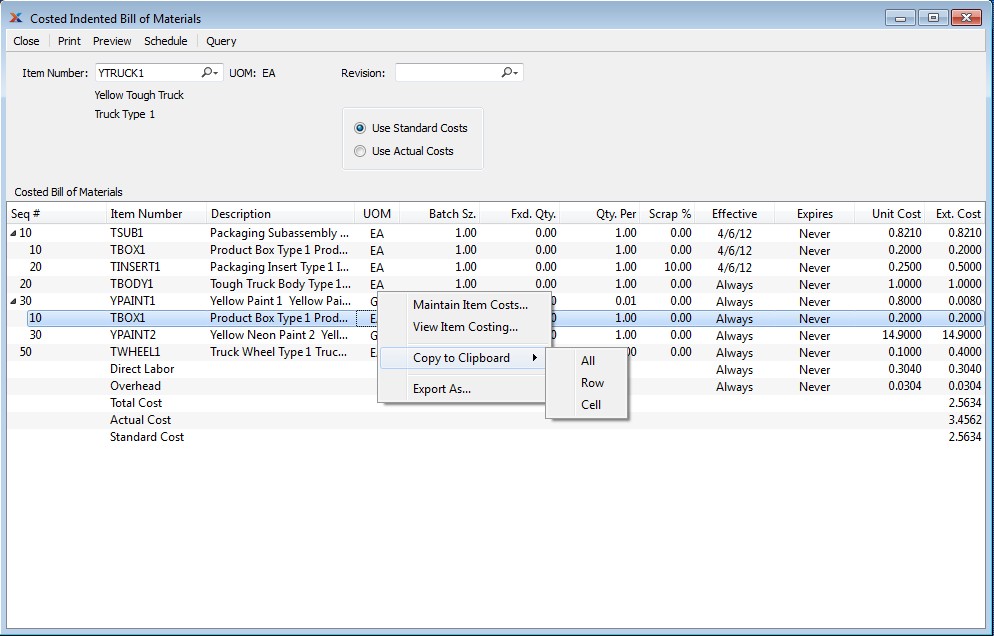 Costed Indented Bill of Materials
Close Print Preview Schedule Query
Item Number: YTRUCK1 UOM: EA Revision:
Yellow Tough Truck
Truck Type 1
Use Standard Costs
Use Actual Costs
Costed Bill of Materials
Seq # Item Number Description UOM Batch Sz. Fxd. Qty. Qty. Per Scrap % Effective Expires Unit Cost Ext. Cost
10 TSUB1 Packaging Subassembly ... EA 1.00 0.00 1.00 0.00 4/6/12 Never 0.8210 0.8210
10 TBOX1 Product Box Type 1 Prod... EA 1.00 0.00 1.00 0.00 4/6/12 Never 0.2000 0.2000
20 TINSERT1 Packaging Insert Type 1 I... EA 1.00 0.00 1.00 10.00 4/6/12 Never 0.2500 0.5000
20 TBODY1 Tough Truck Body Type 1... EA 1.00 0.00 1.00 0.00 Always Never 1.0000 1.0000
30 YPAINT1 Yellow Paint 1 Yellow Pai... G 0 0.01 0.00 Always Never 0.8000 0.0080
10 TBOX1 Product Box Type 1 Prod... E 0 1.00 0.00 Always Never 0.2000 0.2000
30 YPAINT2 Yellow Neon Paint 2 Yell... G 0 1.00 0.00 Always Never 14.9000 14.9000
50 TWHEEL1 Truck Wheel Type 1 Truc... E 00 0.00 Always Never 0.1000 0.4000
Direct Labor Always Never 0.3040 0.3040
Overhead Always Never 0.0304 0.0304
Total Cost 2.5634
Actual Cost 3.4562
Standard Cost 2.5634
Maintain Item Costs...
View Item Costing...
Copy to Clipboard
Export As...
All
Row
Cell